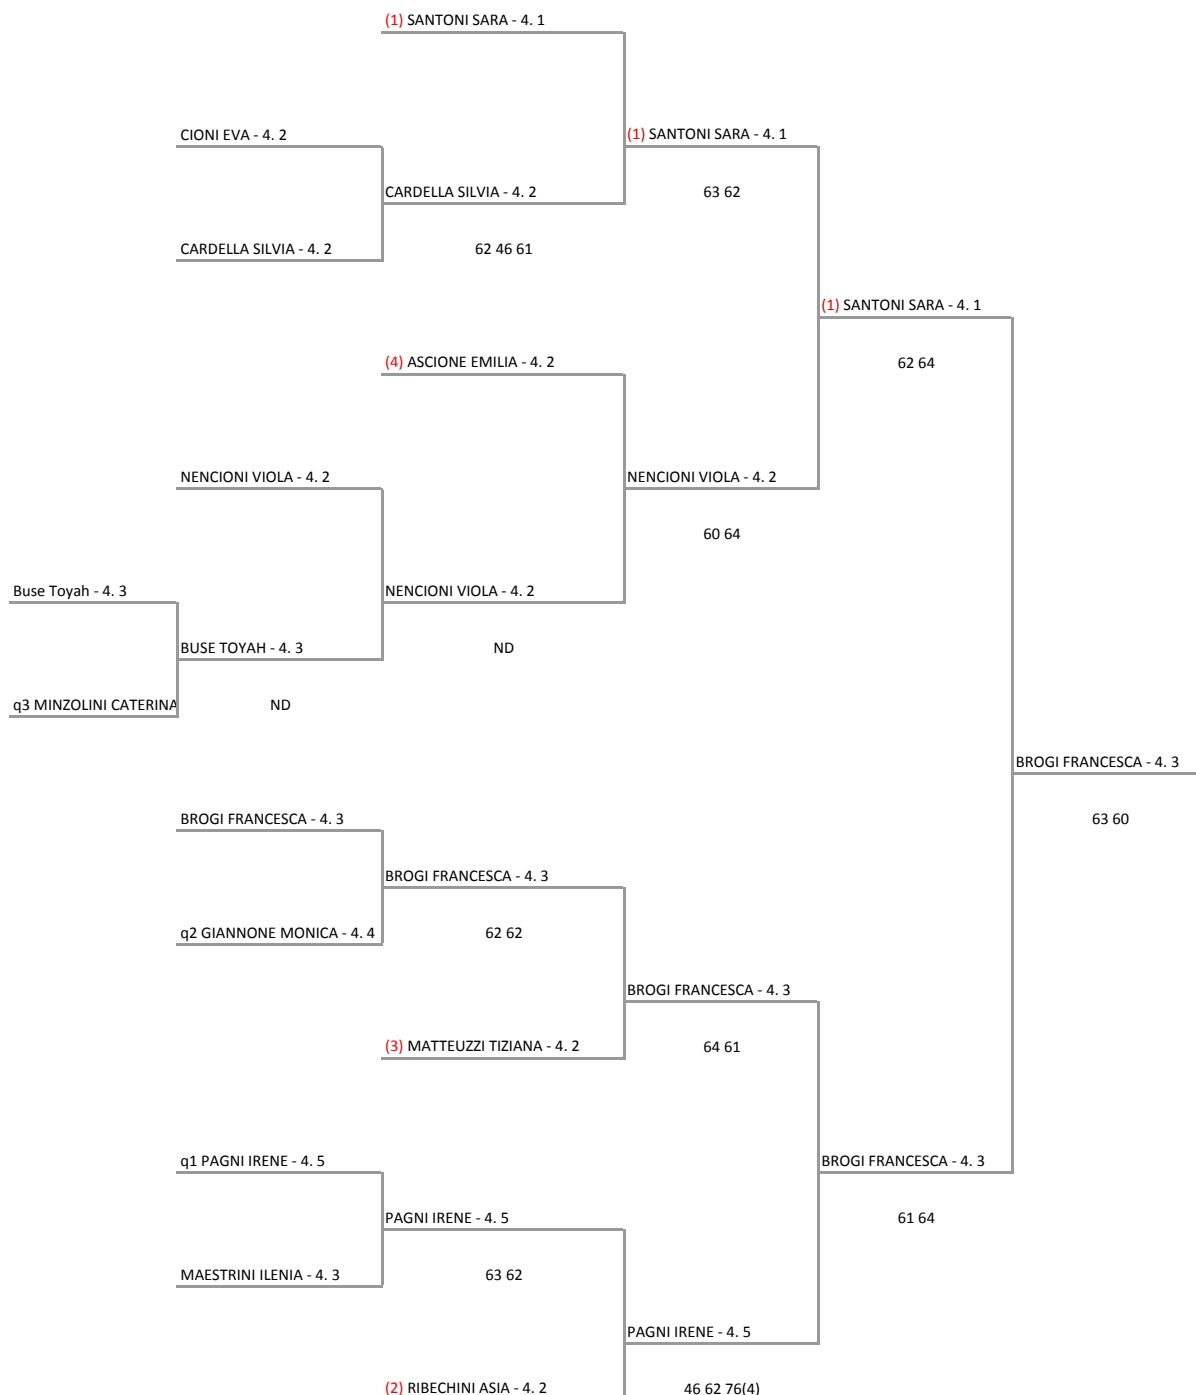 (1) SANTONI SARA - 4. 1
CIONI EVA - 4. 2
(1) SANTONI SARA - 4. 1
CARDELLA SILVIA - 4. 2
63 62
CARDELLA SILVIA - 4. 2
62 46 61
(1) SANTONI SARA - 4. 1
(4) ASCIONE EMILIA - 4. 2
62 64
NENCIONI VIOLA - 4. 2
NENCIONI VIOLA - 4. 2
60 64
Buse Toyah - 4. 3
NENCIONI VIOLA - 4. 2
BUSE TOYAH - 4. 3
ND
q3 MINZOLINI CATERINA
ND
BROGI FRANCESCA - 4. 3
BROGI FRANCESCA - 4. 3
63 60
BROGI FRANCESCA - 4. 3
q2 GIANNONE MONICA - 4. 4
62 62
BROGI FRANCESCA - 4. 3
(3) MATTEUZZI TIZIANA - 4. 2
64 61
q1 PAGNI IRENE - 4. 5
BROGI FRANCESCA - 4. 3
PAGNI IRENE - 4. 5
61 64
MAESTRINI ILENIA - 4. 3
63 62
PAGNI IRENE - 4. 5
(2) RIBECHINI ASIA - 4. 2
46 62 76(4)